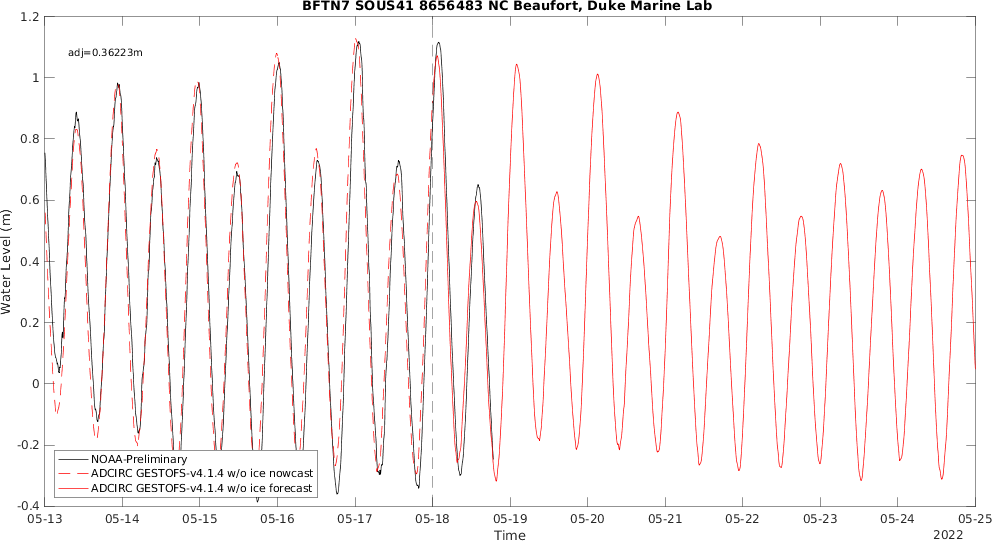 BFTN7 SOUS41 8656483 NC Beaufort, Duke Marine Lab
adj=0.36223m
Water Level (m)
1.2
1
0.8
0.6
0.4
0.2
0
-0.2
-0.4
NOAA-Preliminary
ADCIRC GESTOFS-v4.1.4 w/o ice nowcast
ADCIRC GESTOFS-v4.1.4 w/o ice forecast
05-13 05-14 05-15 05-16 05-17 05-18 05-19 05-20 05-21 05-22 05-23 05-24 05-25
Time
2022